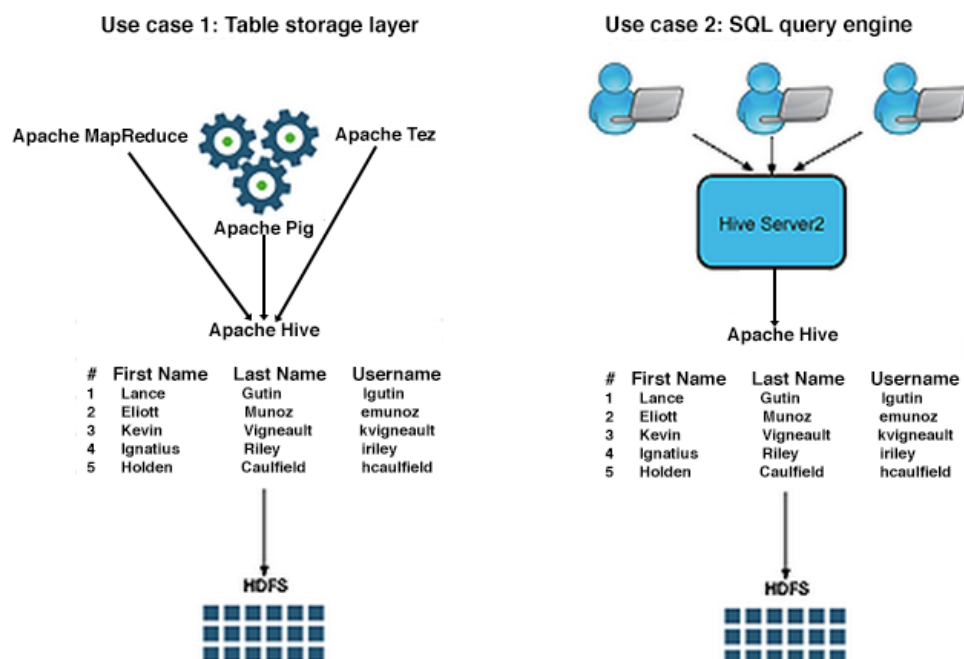 Use case 1: Table storage layer
Apache MapReduce
Apache Tez
Apache Pig
Apache Hive
# First Name Last Name Username
1 Lance Gutin lgutin
2 Eliott Munoz emunoz
3 Kevin Vigneault kvigneault
4 Ignatius Riley iriley
5 Holden Caulfield hcaulfield
HDFS
Use case 2: SQL query engine
Hive Server2
Apache Hive
# First Name Last Name Username
1 Lance Gutin lgutin
2 Eliott Munoz emunoz
3 Kevin Vigneault kvigneault
4 Ignatius Riley iriley
5 Holden Caulfield hcaulfield
HDFS